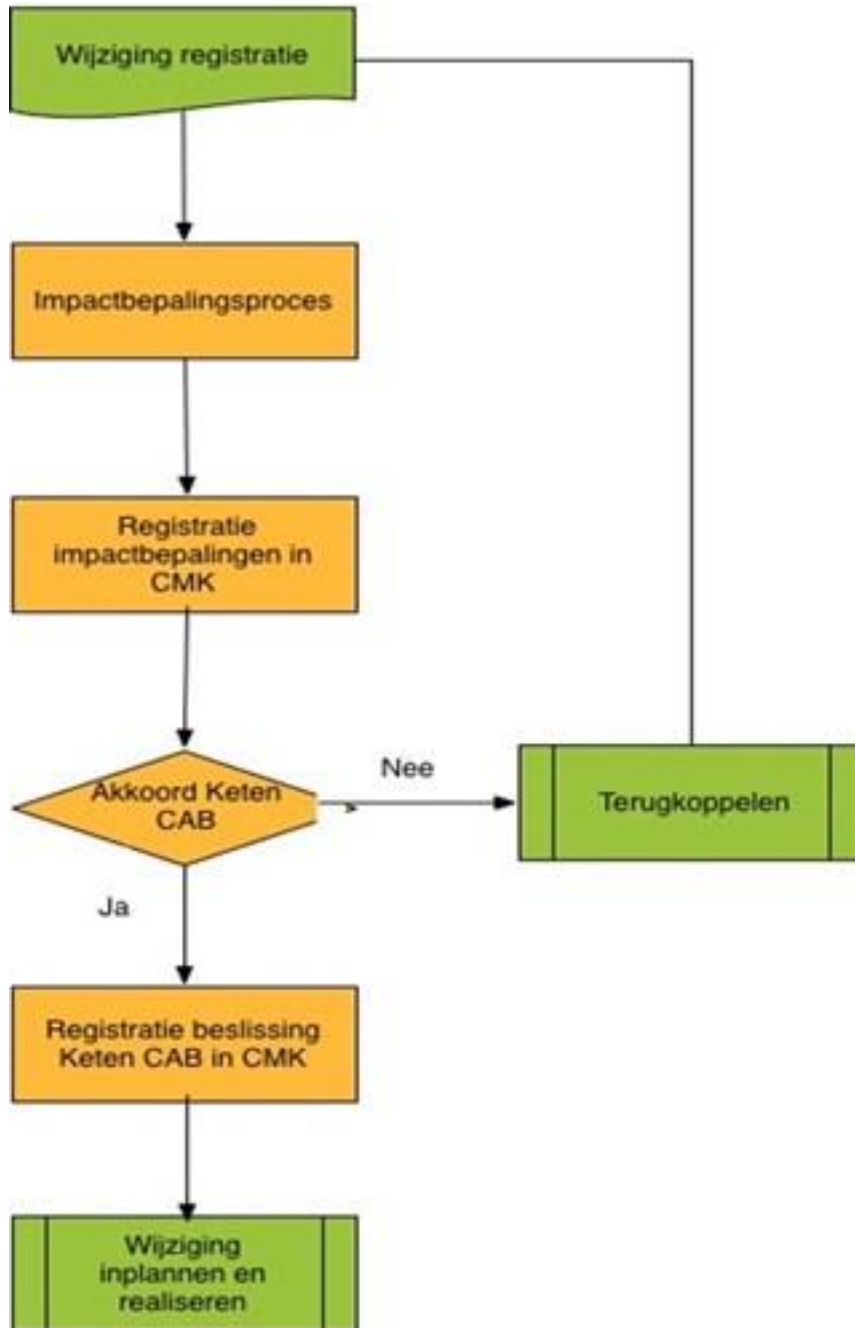 Wijziging registratie
Impactbepalingsproces
Registratie
impactbepalingen in
CMK
Akkoord Keten
CAB
Nee
Terugkoppelen
Ja
Registratie beslissing
Keten CAB in CMK
Wijziging
inplannen en
realiseren